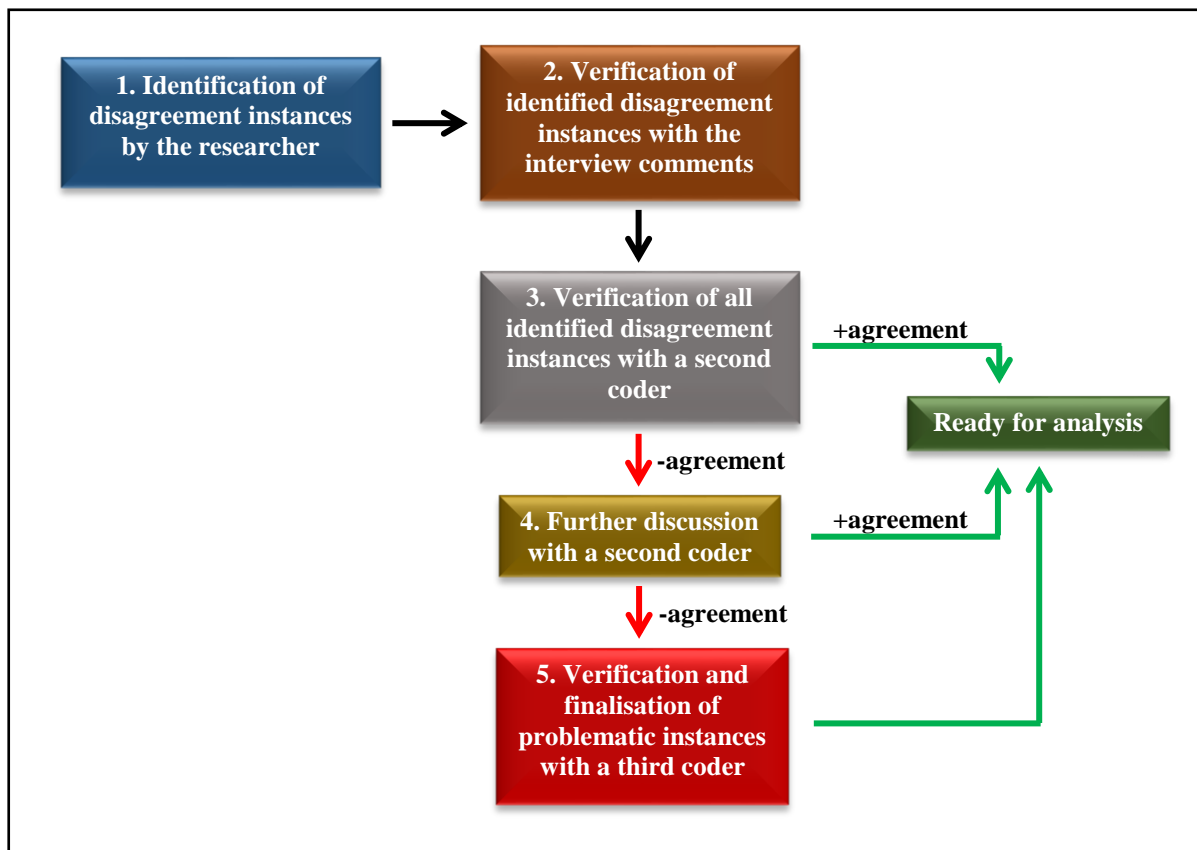 1. Identification of
disagreement instances
by the researcher
2. Verification of
identified disagreement
instances with the
interview comments
3. Verification of all
identified disagreement
instances with a second
coder
+agreement
Ready for analysis
-agreement
4. Further discussion
with a second coder
+agreement
-agreement
5. Verification and
finalisation of
problematic instances
with a third coder